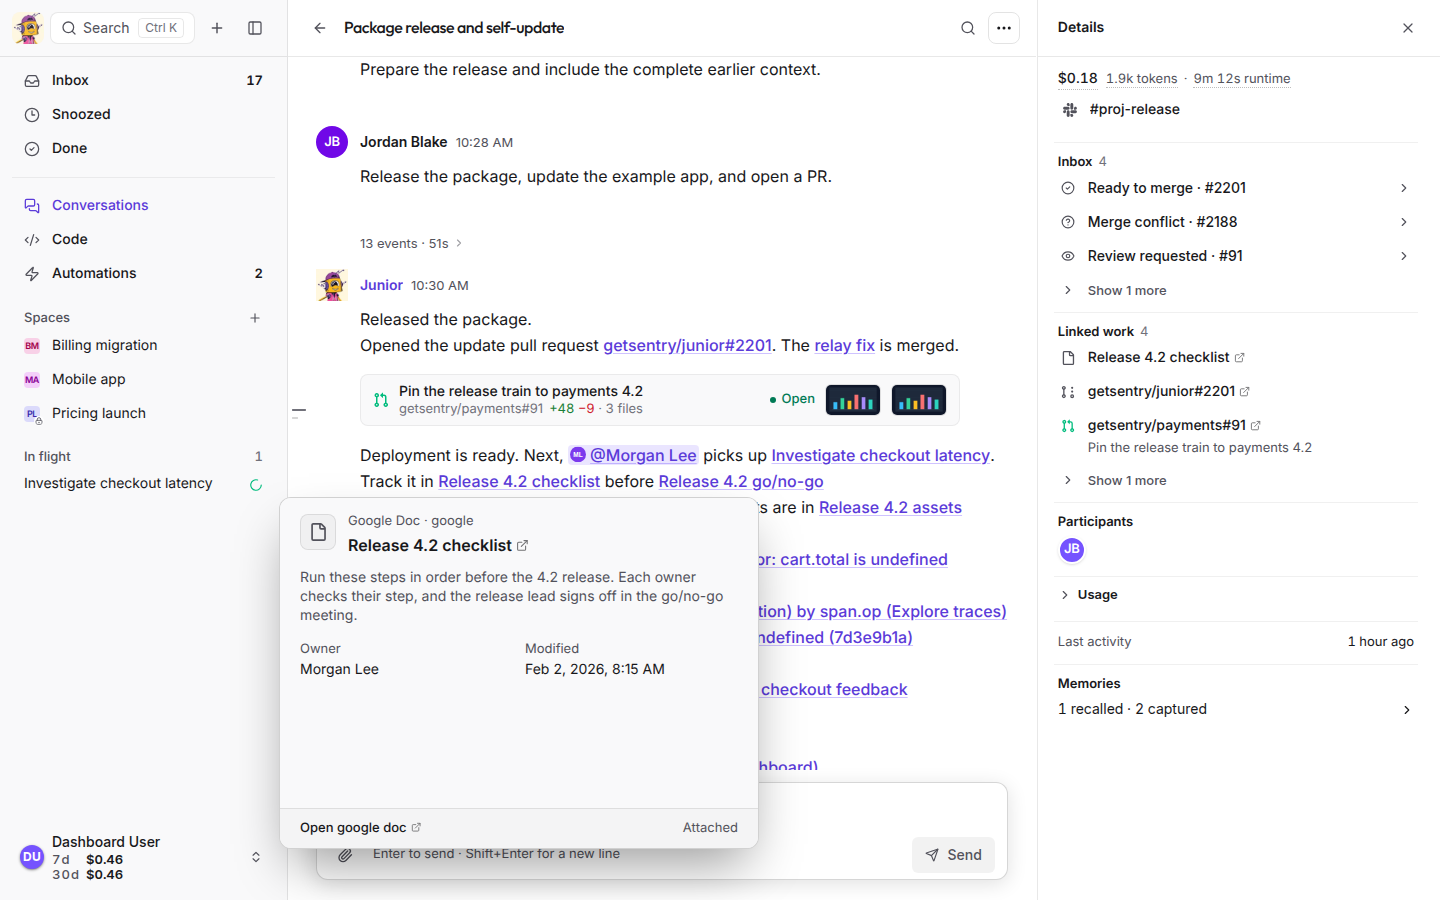 Search Ctrl K
Inbox 17
Snoozed
Done
Conversations
Code
Automations 2
Spaces
BM Billing migration
MA Mobile app
PL Pricing launch
In flight 1
Investigate checkout latency
DU Dashboard User
7d $0.46
30d $0.46
Package release and self-update
Prepare the release and include the complete earlier context.
JB Jordan Blake 10:28 AM
Release the package, update the example app, and open a PR.
13 events · 51s
Junior 10:30 AM
Released the package.
Opened the update pull request getsentry/junior#2201. The relay fix is merged.
Pin the release train to payments 4.2
getsentry/payments#91 +48 −9 · 3 files
Open
Deployment is ready. Next, ML @Morgan Lee picks up Investigate checkout latency.
Track it in Release 4.2 checklist before Release 4.2 go/no-go
s are in Release 4.2 assets
or: cart.total is undefined
tion) by span.op (Explore traces)
ndefined (7d3e9b1a)
checkout feedback
hboard)
Google Doc · google
Release 4.2 checklist
Run these steps in order before the 4.2 release. Each owner
checks their step, and the release lead signs off in the go/no-go
meeting.
Owner Modified
Morgan Lee Feb 2, 2026, 8:15 AM
Open google doc Attached
Enter to send · Shift+Enter for a new line
Send
Details
$0.18 1.9k tokens · 9m 12s runtime
#proj-release
Inbox 4
Ready to merge · #2201
Merge conflict · #2188
Review requested · #91
Show 1 more
Linked work 4
Release 4.2 checklist
getsentry/junior#2201
getsentry/payments#91
Pin the release train to payments 4.2
Show 1 more
Participants
JB
Usage
Last activity 1 hour ago
Memories
1 recalled · 2 captured